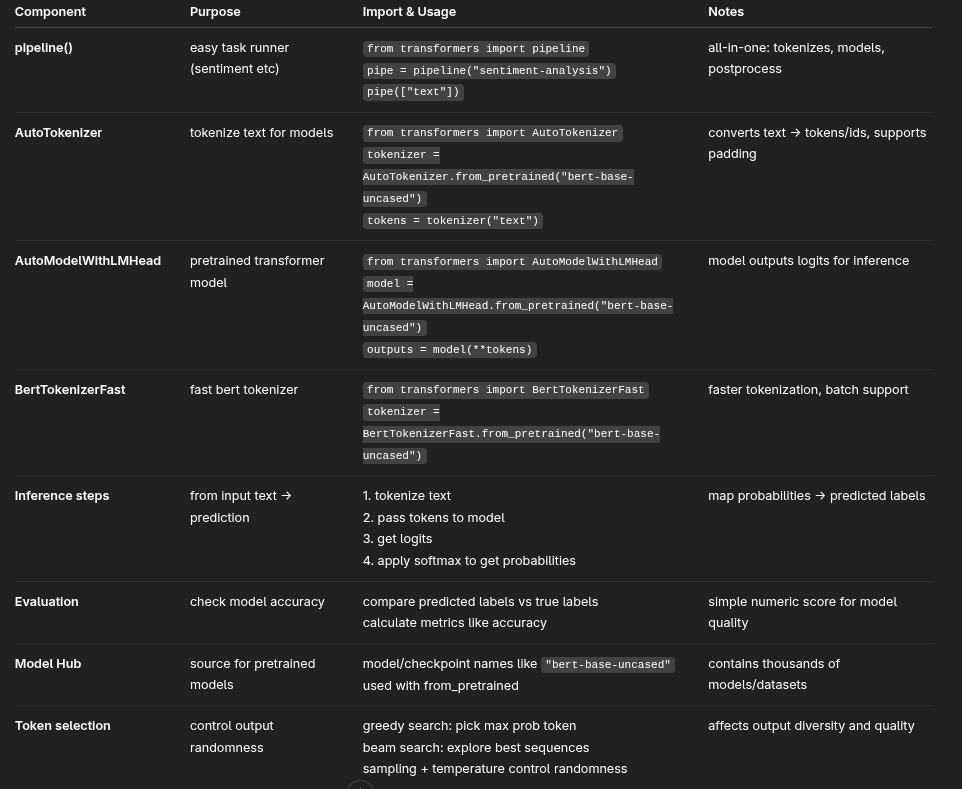 Component Purpose Import & Usage Notes
pipeline() easy task runner from transformers import pipeline all-in-one: tokenizes, models,
(sentiment etc) pipe = pipeline("sentiment-analysis") postprocess
pipe(["text"])
AutoTokenizer tokenize text for models from transformers import AutoTokenizer converts text → tokens/ids, supports
tokenizer = padding
AutoTokenizer.from_pretrained("bert-base-
uncased")
tokens = tokenizer("text")
AutoModelWithLMHead pretrained transformer from transformers import AutoModelWithLMHead model outputs logits for inference
model model =
AutoModelWithLMHead.from_pretrained("bert-base-
uncased")
outputs = model(**tokens)
BertTokenizerFast fast bert tokenizer from transformers import BertTokenizerFast faster tokenization, batch support
tokenizer =
BertTokenizerFast.from_pretrained("bert-base-
uncased")
Inference steps from input text → 1. tokenize text map probabilities → predicted labels
prediction 2. pass tokens to model
3. get logits
4. apply softmax to get probabilities
Evaluation check model accuracy compare predicted labels vs true labels simple numeric score for model
calculate metrics like accuracy quality
Model Hub source for pretrained model/checkpoint names like "bert-base-uncased" contains thousands of
models used with from_pretrained models/datasets
Token selection control output greedy search: pick max prob token affects output diversity and quality
randomness beam search: explore best sequences
sampling + temperature control randomness